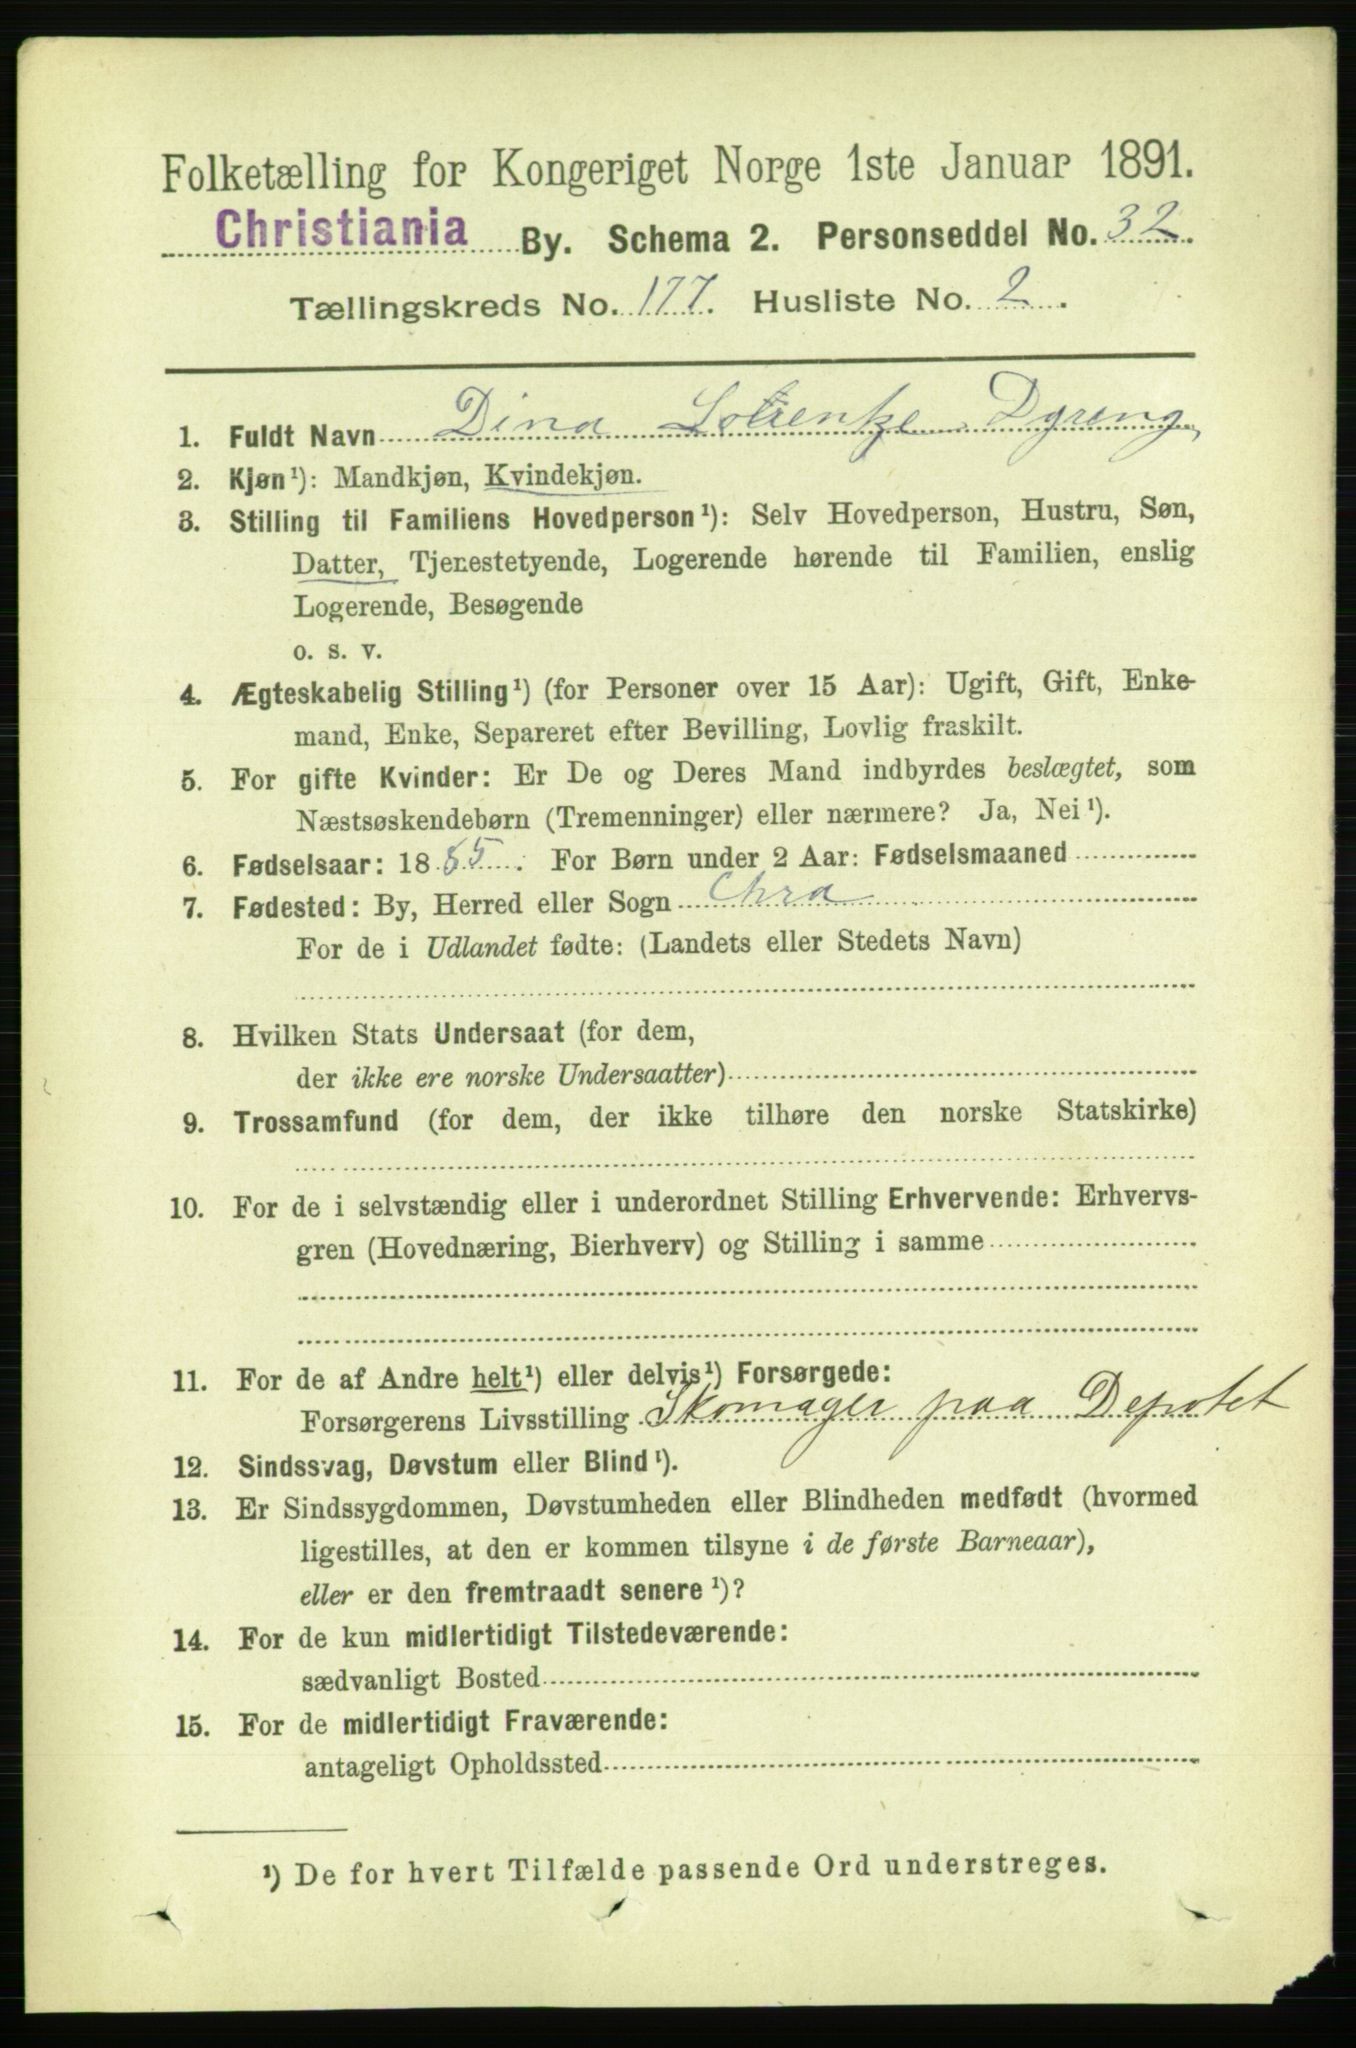 Folketælling for Kongeriget Norge 1ste Januar 1891.
Christiania By. Schema 2. Personseddel No. 32.
Tællingskreds No. 177. Husliste No. 2.
1. Fuldt Navn Dina Dgreng
2. Kjøn¹): Mandkjøn, Kvindekjøn.
3. Stilling til Familiens Hovedperson¹): Selv Hovedperson, Hustru, Søn,
Datter, Tjenestetyende, Logerende hørende til Familien, enslig
Logerende, Besøgende
o. s. v.
4. Ægteskabelig Stilling¹) (for Personer over 15 Aar): Ugift, Gift, Enke-
mand, Enke, Separeret efter Bevilling, Lovlig fraskilt.
5. For gifte Kvinder: Er De og Deres Mand indbyrdes beslægtet, som
Næstsøskendebørn (Tremenninger) eller nærmere? Ja, Nei¹).
6. Fødselsaar: 1885. For Børn under 2 Aar: Fødselsmaaned
7. Fødested: By, Herred eller Sogn Chra
For de i Udlandet fødte: (Landets eller Stedets Navn)
8. Hvilken Stats Undersaat (for dem,
der ikke ere norske Undersaatter)
9. Trossamfund (for dem, der ikke tilhøre den norske Statskirke)
10. For de i selvstændig eller i underordnet Stilling Erhvervende: Erhvervs-
gren (Hovednæring, Bierhverv) og Stilling i samme
11. For de af Andre helt¹) eller delvis¹) Forsørgede:
Forsørgerens Livsstilling Skomager paa Depotet
12. Sindssvag, Døvstum eller Blind¹).
13. Er Sindssygdommen, Døvstumheden eller Blindheden medfødt (hvormed
ligestilles, at den er kommen tilsyne i de første Barneaar),
eller er den fremtraadt senere¹)?
14. For de kun midlertidigt Tilstedeværende:
sædvanligt Bosted
15. For de midlertidigt Fraværende:
antageligt Opholdssted
¹) De for hvert Tilfælde passende Ord understreges.